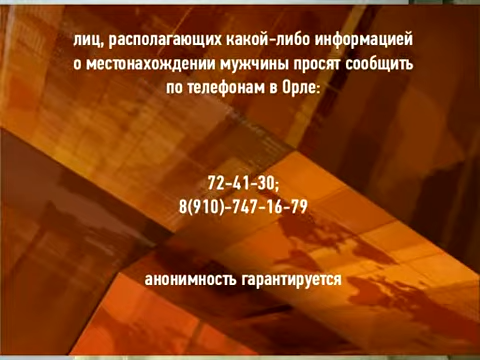 лиц, располагающих какой-либо информацией
о местонахождении мужчины просят сообщить
по телефонам в Орле:
72-41-30;
8(910)-747-16-79
анонимность гарантируется